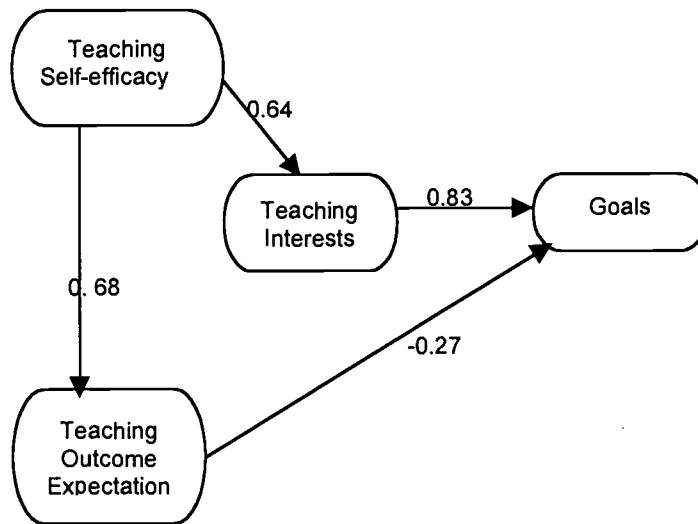 Teaching
Self-efficacy
0.64
Teaching
Interests
0.83
Goals
0. 68
-0.27
Teaching
Outcome
Expectation